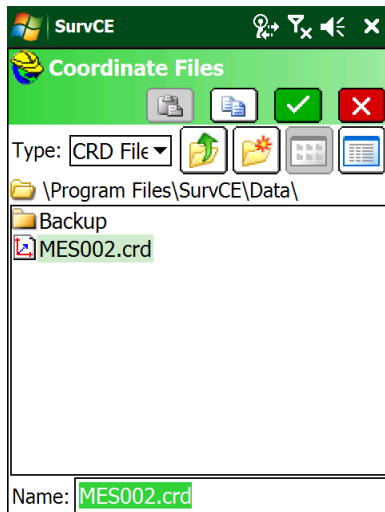 SurvCE
Coordinate Files
Type: CRD File
\Program Files\SurvCE\Data\
Backup
MES002.crd
Name: MES002.crd